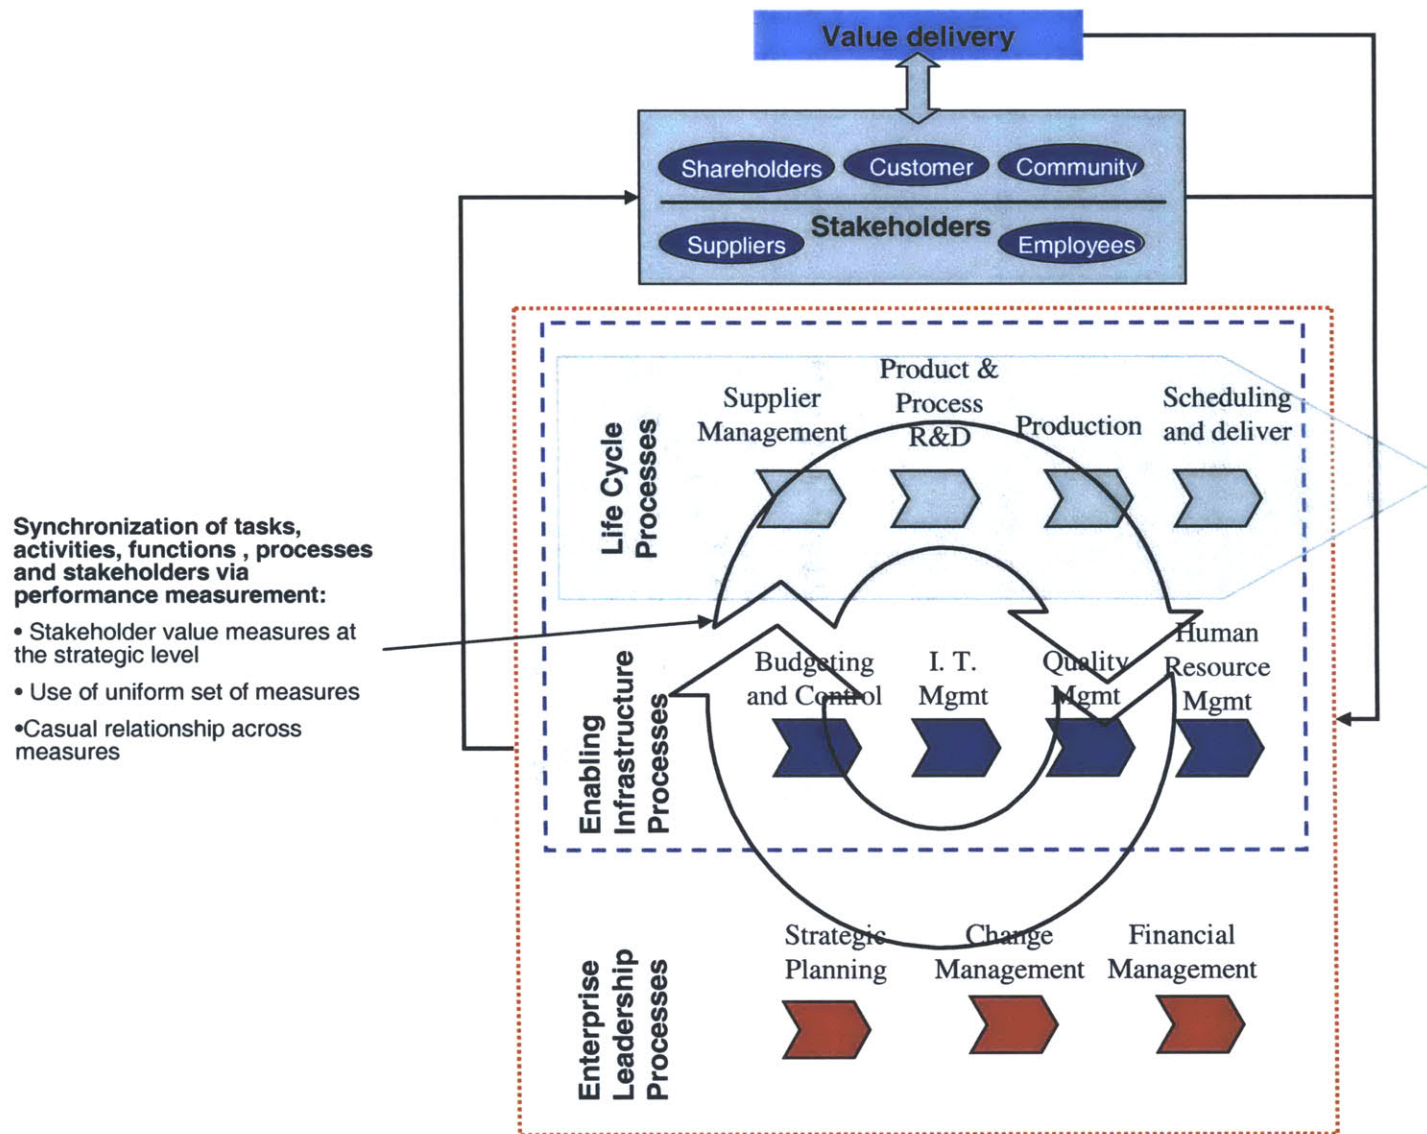 Value delivery
Shareholders
Customer
Community
Stakeholders
Suppliers
Employees
Life Cycle
Processes
Supplier
Management
Product &
Process
R&D
Production
Scheduling
and deliver
Synchronization of tasks,
activities, functions , processes
and stakeholders via
performance measurement:
• Stakeholder value measures at
the strategic level
• Use of uniform set of measures
•Casual relationship across
measures
Enabling
Infrastructure
Processes
Budgeting
and Control
I. T.
Mgmt
Quality
Mgmt
Human
Resource
Mgmt
Enterprise
Leadership
Processes
Strategic
Planning
Change
Management
Financial
Management